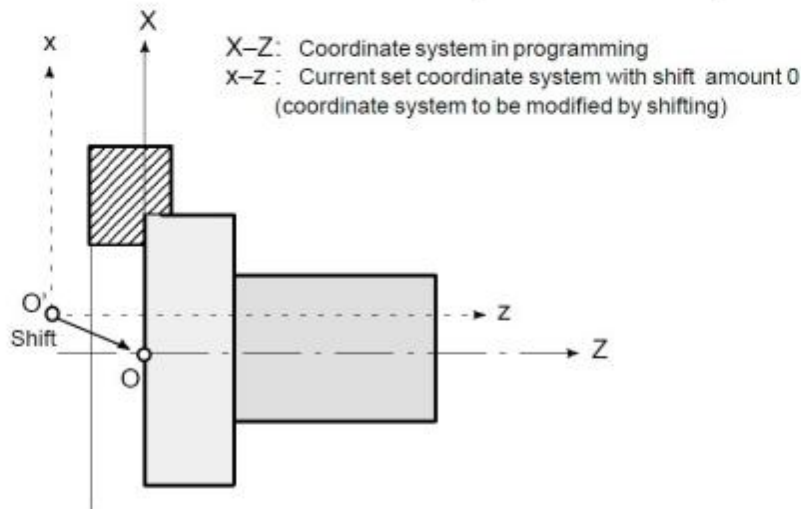 X
x
X–Z: Coordinate system in programming
x–z : Current set coordinate system with shift amount 0
(coordinate system to be modified by shifting)
O'
z
Shift
Z
O